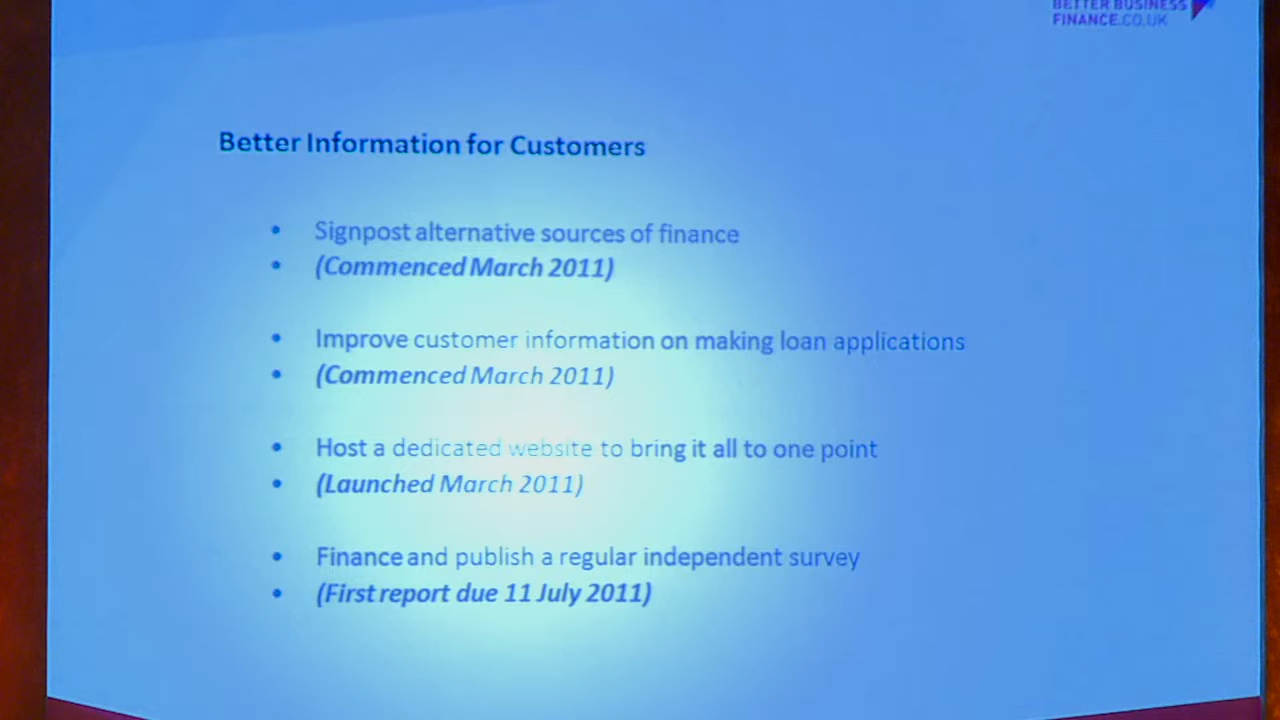 BETTER BUSINESS
FINANCE.CO.UK
Better Information for Customers
• Signpost alternative sources of finance
• (Commenced March 2011)
• Improve customer information on making loan applications
• (Commenced March 2011)
• Host a dedicated website to bring it all to one point
• (Launched March 2011)
• Finance and publish a regular independent survey
• (First report due 11 July 2011)